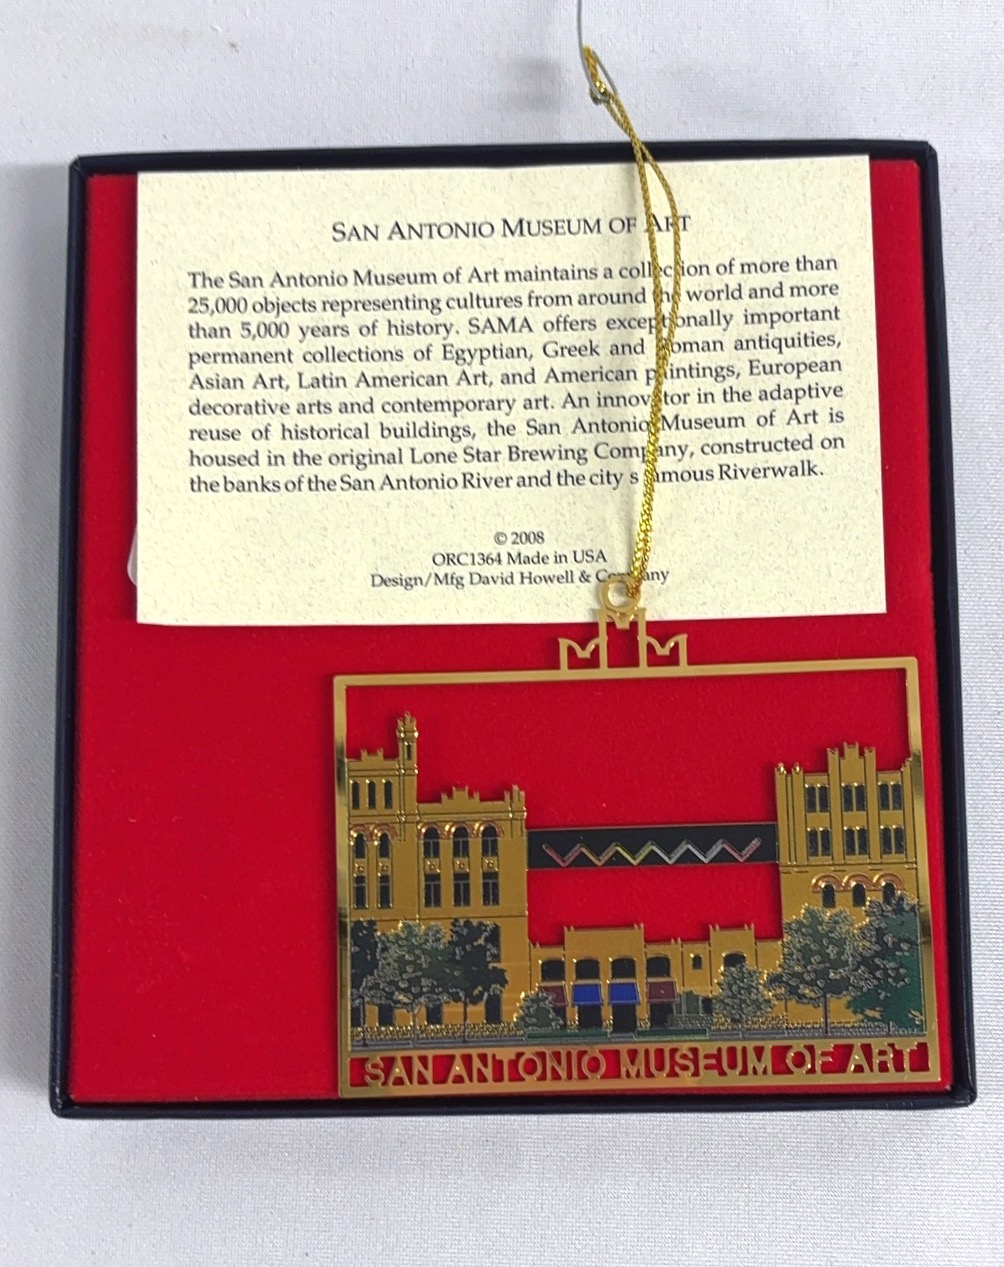 SAN ANTONIO MUSEUM OF ART
The San Antonio Museum of Art maintains a collection of more than
25,000 objects representing cultures from around the world and more
than 5,000 years of history. SAMA offers exceptionally important
permanent collections of Egyptian, Greek and Roman antiquities,
Asian Art, Latin American Art, and American paintings, European
decorative arts and contemporary art. An innovator in the adaptive
reuse of historical buildings, the San Antonio Museum of Art is
housed in the original Lone Star Brewing Company, constructed on
the banks of the San Antonio River and the city s famous Riverwalk.
© 2008
ORC1364 Made in USA
Design/Mfg David Howell & Company
SAN ANTONIO MUSEUM OF ART